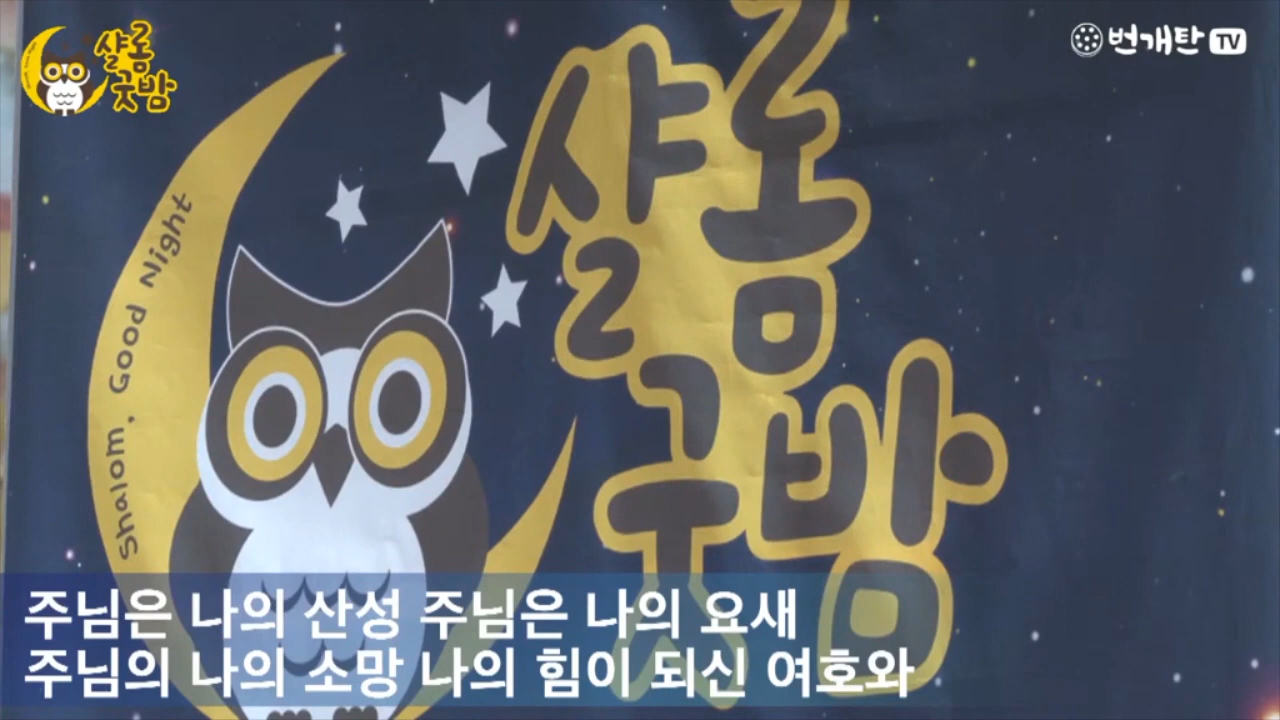 샬롬
굿밤
번개탄 TV
Shalom, Good Night
샬롬
굿밤
주님은 나의 산성 주님은 나의 요새
주님의 나의 소망 나의 힘이 되신 여호와